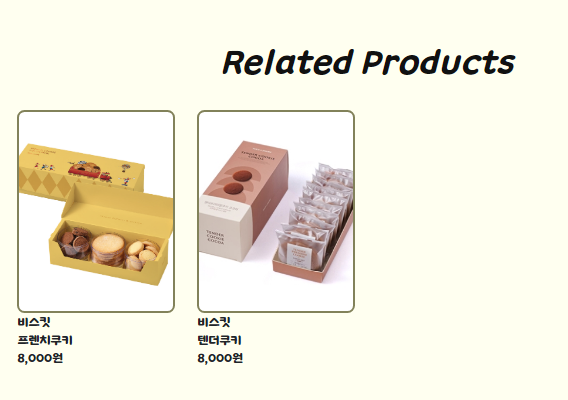 Related Products
비스킷
프렌치쿠키
8,000원
비스킷
텐더쿠키
8,000원